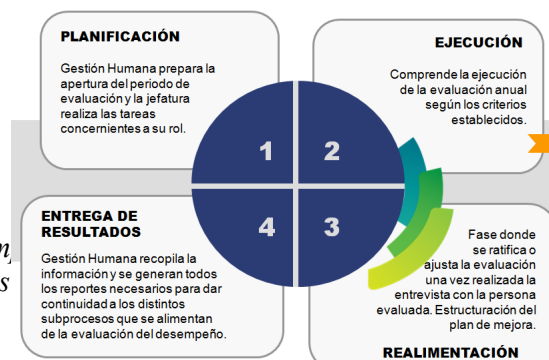 PLANIFICACIÓN
Gestión Humana prepara la
apertura del periodo de
evaluación y la jefatura
realiza las tareas
concernientes a su rol.
EJECUCIÓN
Comprende la ejecución
de la evaluación anual
según los criterios
establecidos.
1
2
4
3
ENTREGA DE
RESULTADOS
Gestión Humana recopila la
información y se generan todos
los reportes necesarios para dar
continuidad a los distintos
subprocesos que se alimentan
de la evaluación del desempeño.
Fase donde
se ratifica o
ajusta la evaluación
una vez realizada la
entrevista con la persona
evaluada. Estructuración del
plan de mejora.
REALIMENTACIÓN